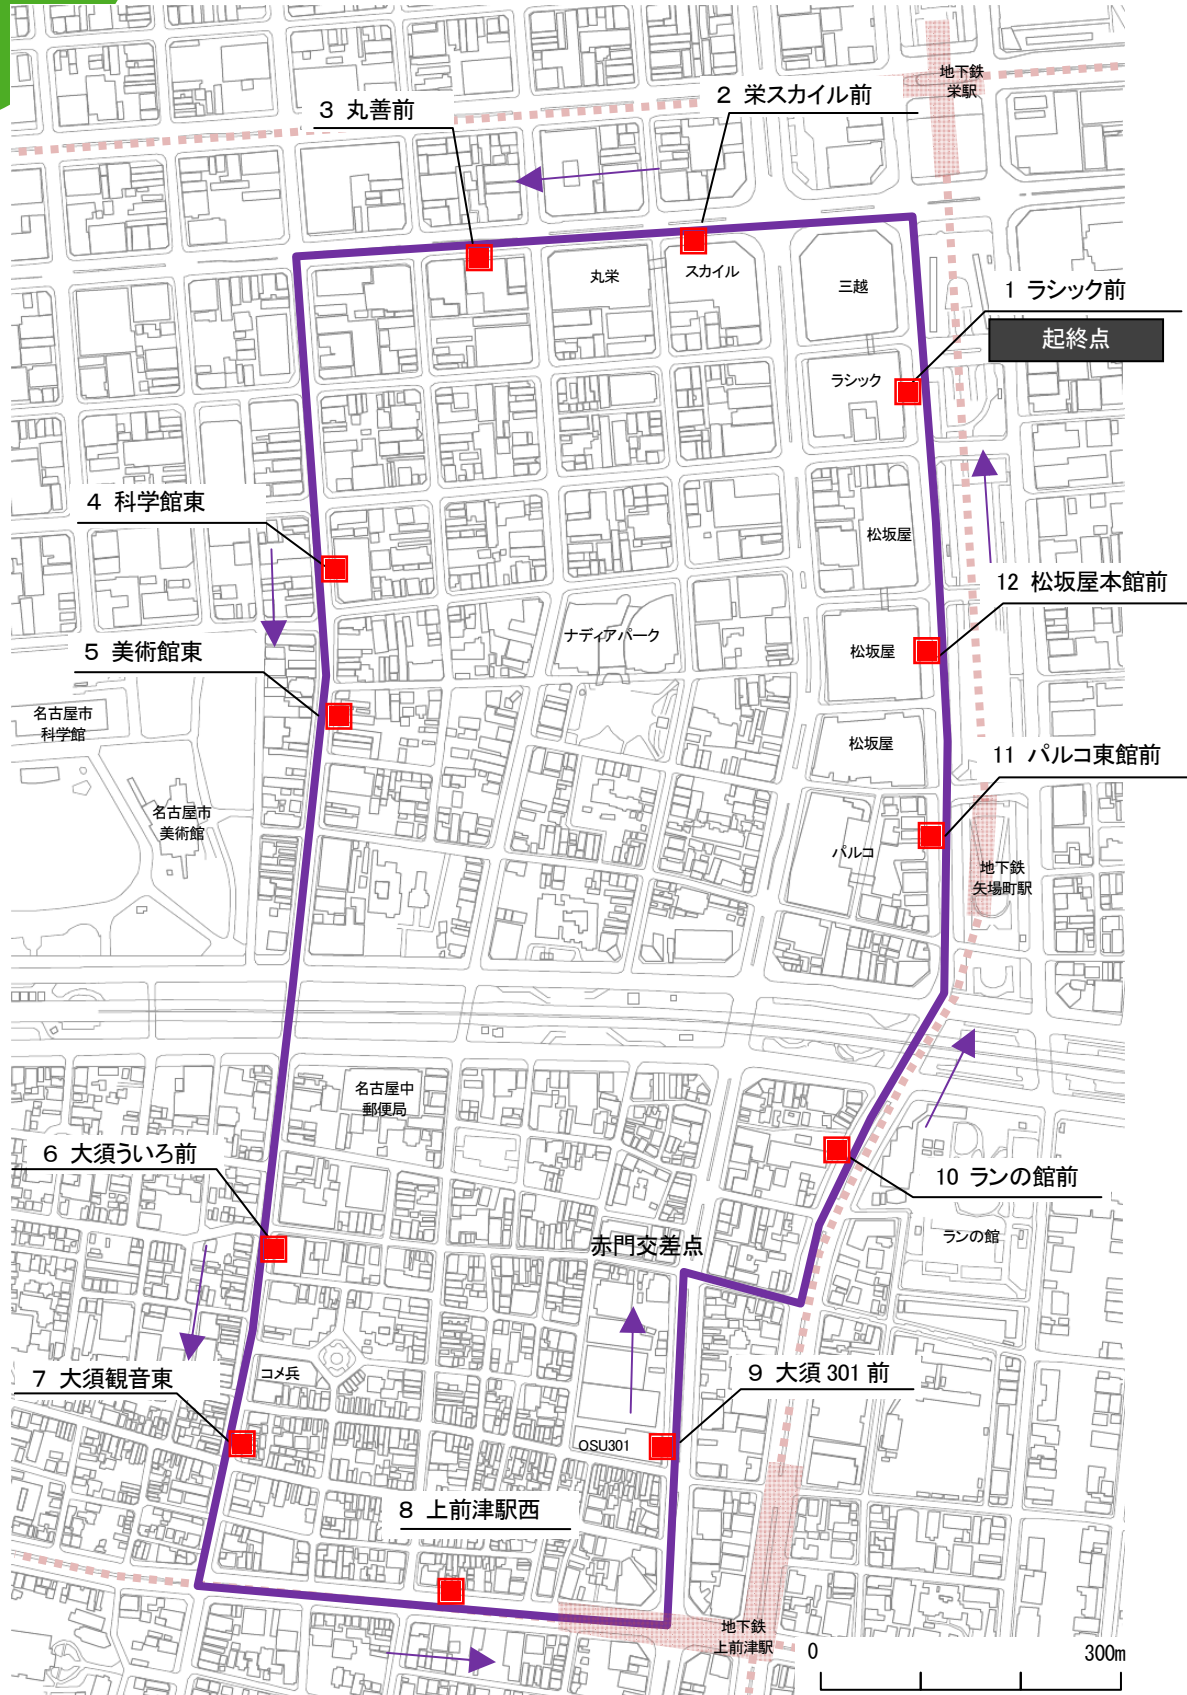 地下鉄
栄駅
2 栄スカイル前
3 丸善前
丸栄
スカイル
三越
1 ラシック前
起終点
ラシック
4 科学館東
松坂屋
12 松坂屋本館前
ナディアパーク
5 美術館東
松坂屋
名古屋市
科学館
松坂屋
11 パルコ東館前
名古屋市
美術館
パルコ
地下鉄
矢場町駅
名古屋中
郵便局
6 大須ういろ前
10 ランの館前
ランの館
赤門交差点
コメ兵
7 大須観音東
9 大須 301 前
OSU301
8 上前津駅西
地下鉄
上前津駅
0 300m